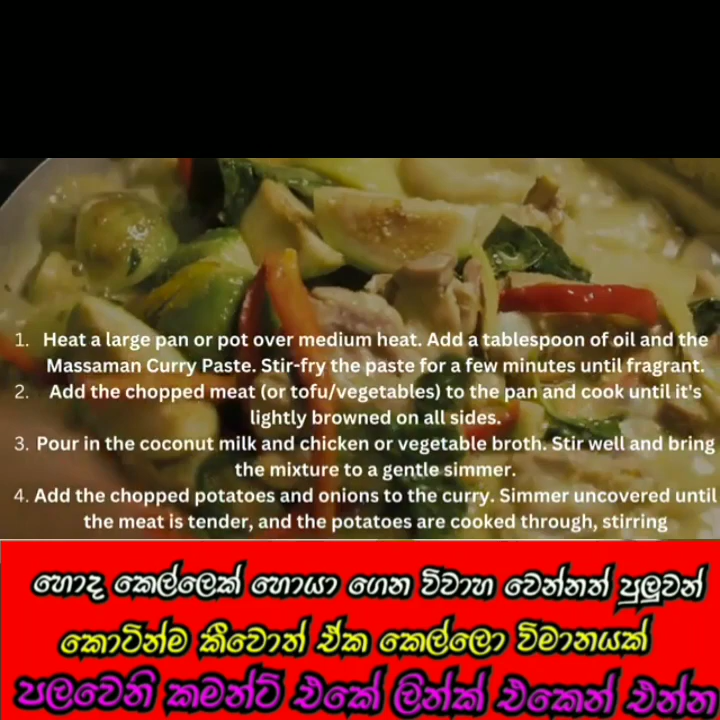 1. Heat a large pan or pot over medium heat. Add a tablespoon of oil and the
Massaman Curry Paste. Stir-fry the paste for a few minutes until fragrant.
2. Add the chopped meat (or tofu/vegetables) to the pan and cook until it's
lightly browned on all sides.
3. Pour in the coconut milk and chicken or vegetable broth. Stir well and bring
the mixture to a gentle simmer.
4. Add the chopped potatoes and onions to the curry. Simmer uncovered until
the meat is tender, and the potatoes are cooked through, stirring
හොද කෙල්ලෙක් හොයා ගෙන විවාහ වෙන්නත් පුලුවන්
කොටින්ම කීවොත් ඒක කෙල්ලො විමානයක්
පලවෙනි කමන්ට් එකේ ලින්ක් එකෙන් එන්න